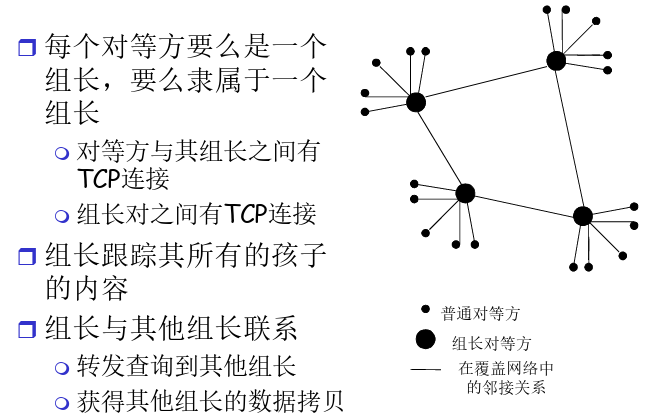 每个对等方要么是一个
组长，要么隶属于一个
组长
对等方与其组长之间有
TCP连接
组长对之间有TCP连接
组长跟踪其所有的孩子
的内容
组长与其他组长联系
转发查询到其他组长
获得其他组长的数据拷贝
普通对等方
组长对等方
在覆盖网络中
的邻接关系